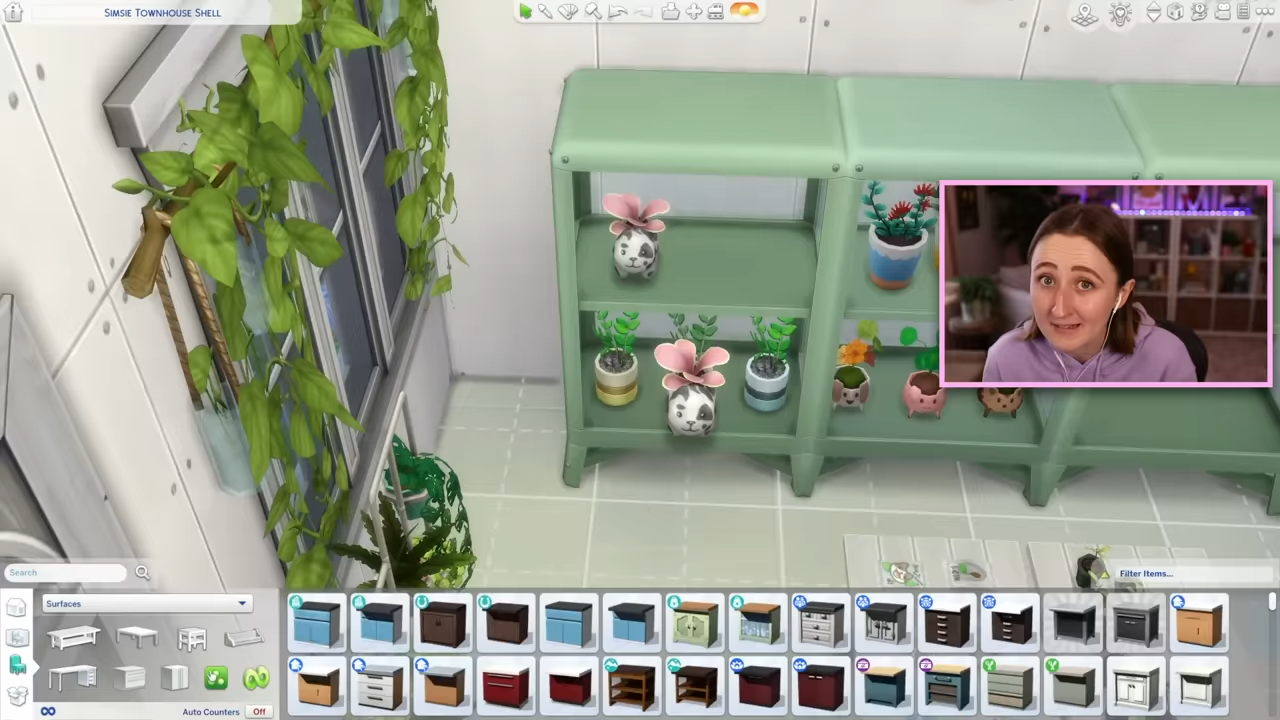 SIMSIE TOWNHOUSE SHELL
Search
Filter Items...
Surfaces
Auto Counters
Off